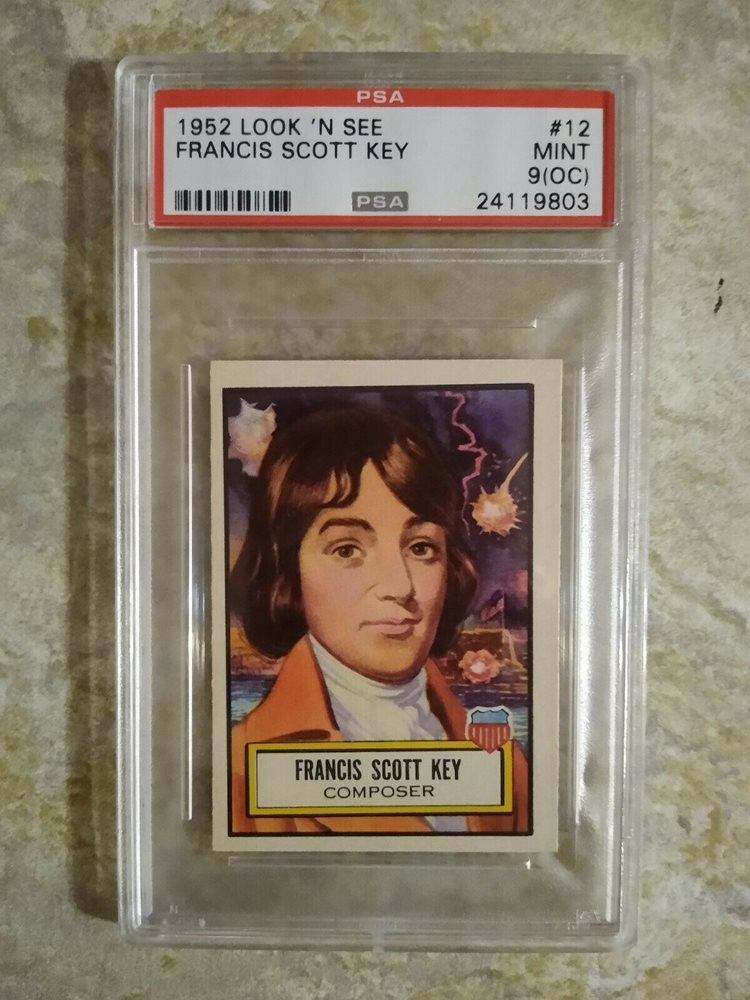 PSA
1952 LOOK 'N SEE #12
FRANCIS SCOTT KEY MINT
9(OC)
PSA 24119803
FRANCIS SCOTT KEY
COMPOSER